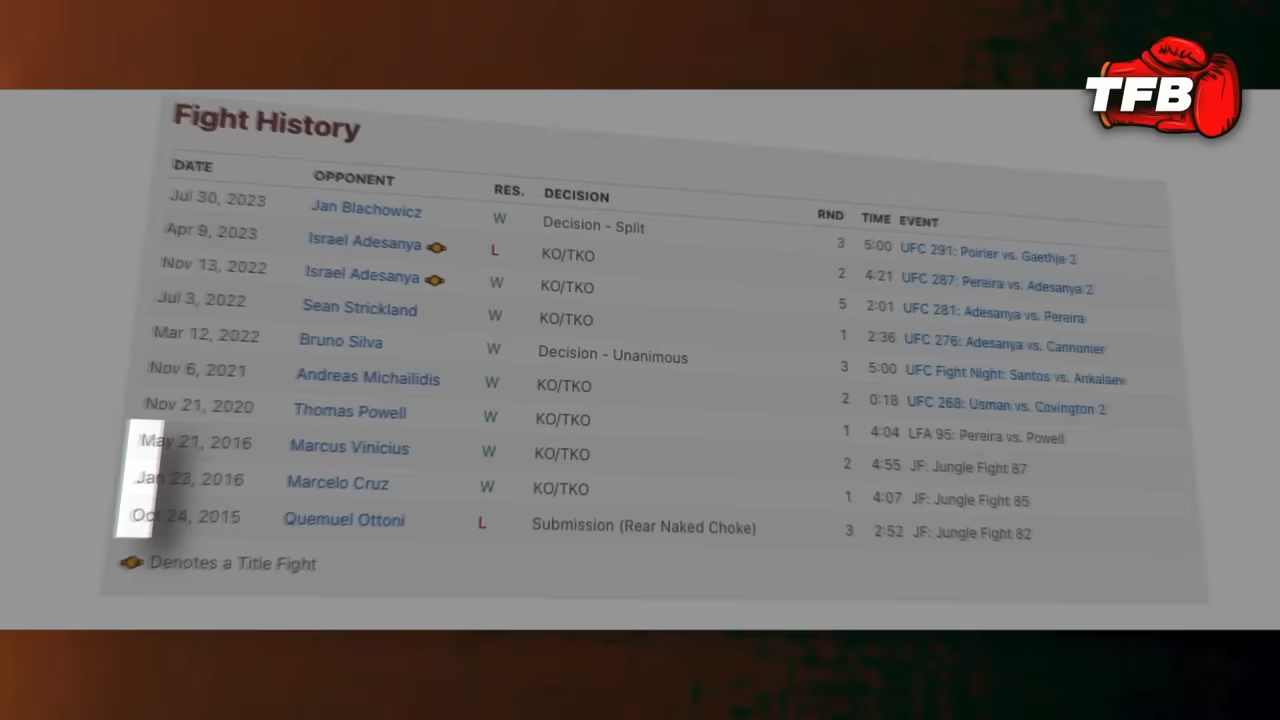 TFB
Fight History
DATE OPPONENT RES. DECISION RND TIME EVENT
Jul 30, 2023 Jan Blachowicz W Decision - Split 3 5:00 UFC 291: Poirier vs. Gaethje 2
Apr 9, 2023 Israel Adesanya L KO/TKO 2 4:21 UFC 287: Pereira vs. Adesanya 2
Nov 13, 2022 Israel Adesanya W KO/TKO 5 2:01 UFC 281: Adesanya vs. Pereira
Jul 3, 2022 Sean Strickland W KO/TKO 1 2:36 UFC 276: Adesanya vs. Cannonier
Mar 12, 2022 Bruno Silva W Decision - Unanimous 3 5:00 UFC Fight Night: Santos vs. Ankalaev
Nov 6, 2021 Andreas Michailidis W KO/TKO 2 0:18 UFC 268: Usman vs. Covington 2
Nov 21, 2020 Thomas Powell W KO/TKO 1 4:04 LFA 95: Pereira vs. Powell
May 21, 2016 Marcus Vinicius W KO/TKO 2 4:55 JF: Jungle Fight 87
Jan 23, 2016 Marcelo Cruz W KO/TKO 1 4:07 JF: Jungle Fight 85
Oct 24, 2015 Quemuel Ottoni L Submission (Rear Naked Choke) 3 2:52 JF: Jungle Fight 82
Denotes a Title Fight